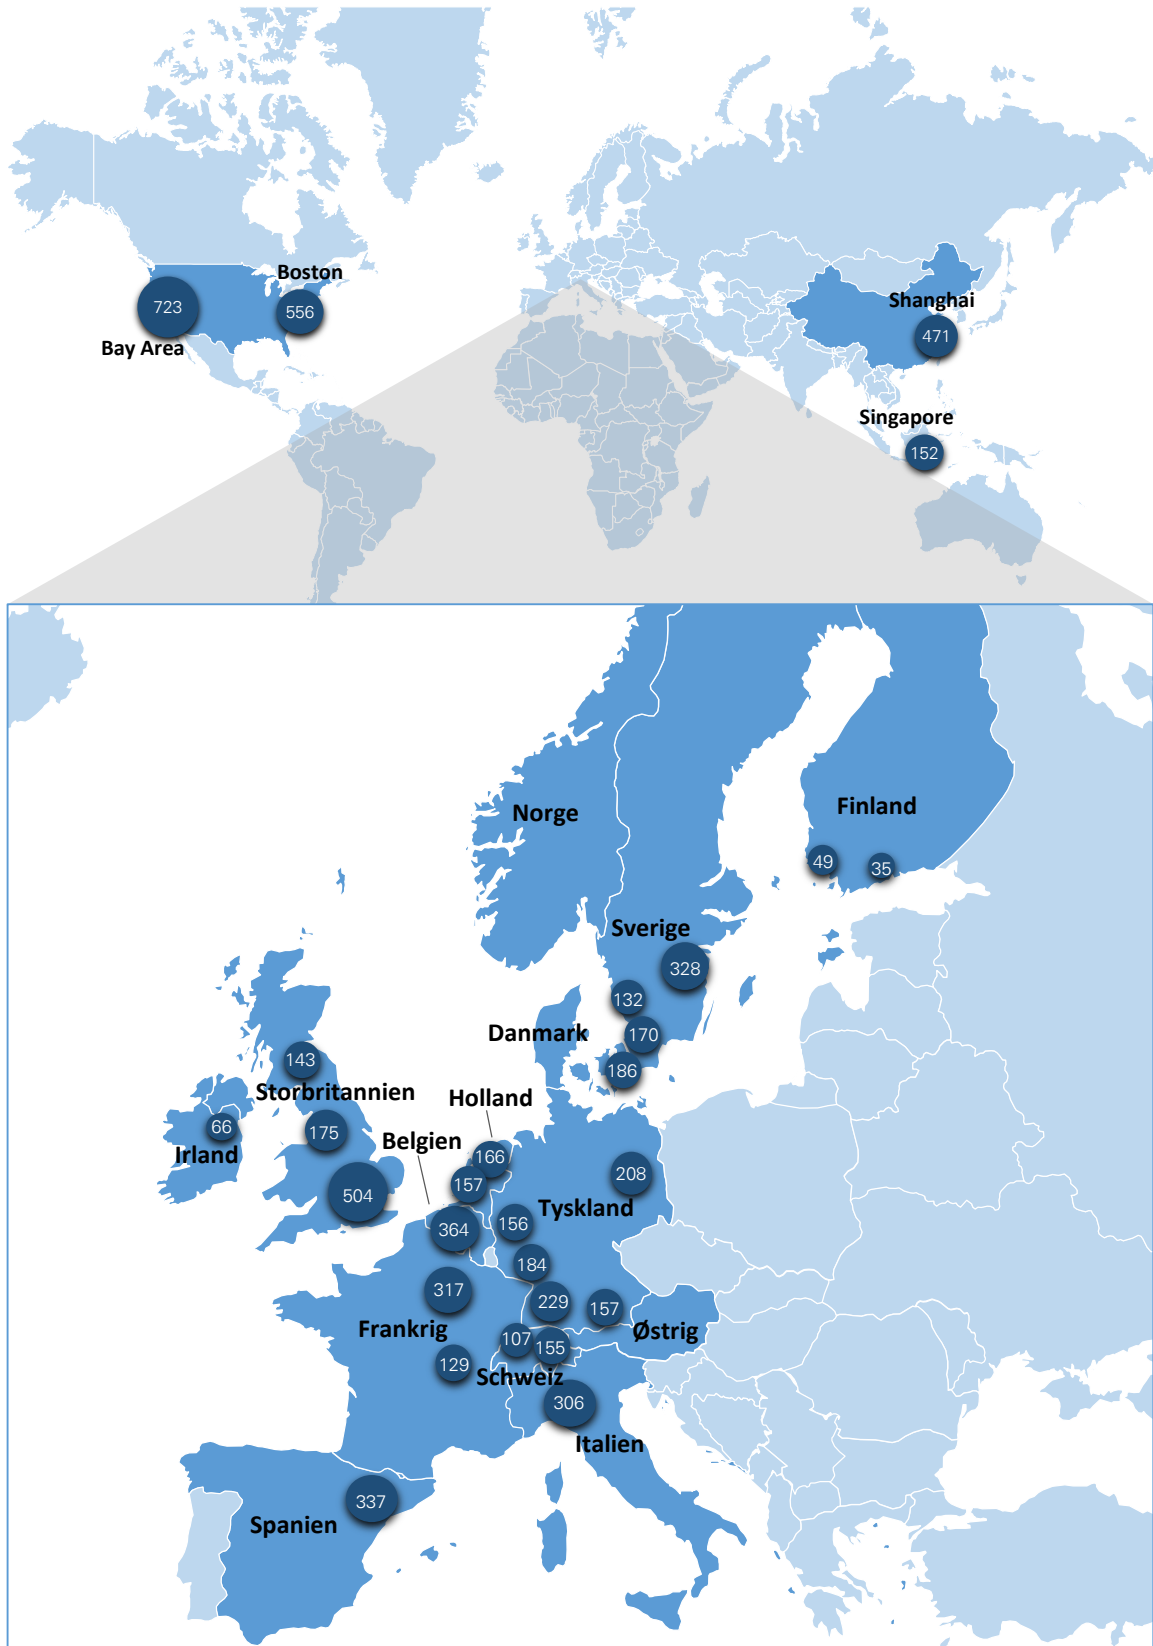 Boston
723
556
Bay Area
Shanghai
471
Singapore
152
Norge
Finland
49
35
Sverige
328
132
Danmark
170
186
143
Storbritannien
Holland
66
175
Belgien
Irland
166
157
208
504
Tyskland
364
156
184
317
229
157
Frankrig
107
Østrig
129
155
Schweiz
306
Italien
337
Spanien